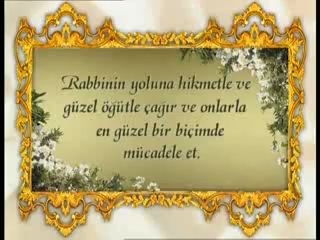 Rabbinin yoluna hikmetle ve
güzel öğütle çağır ve onlarla
en güzel bir biçimde
mücadele et.